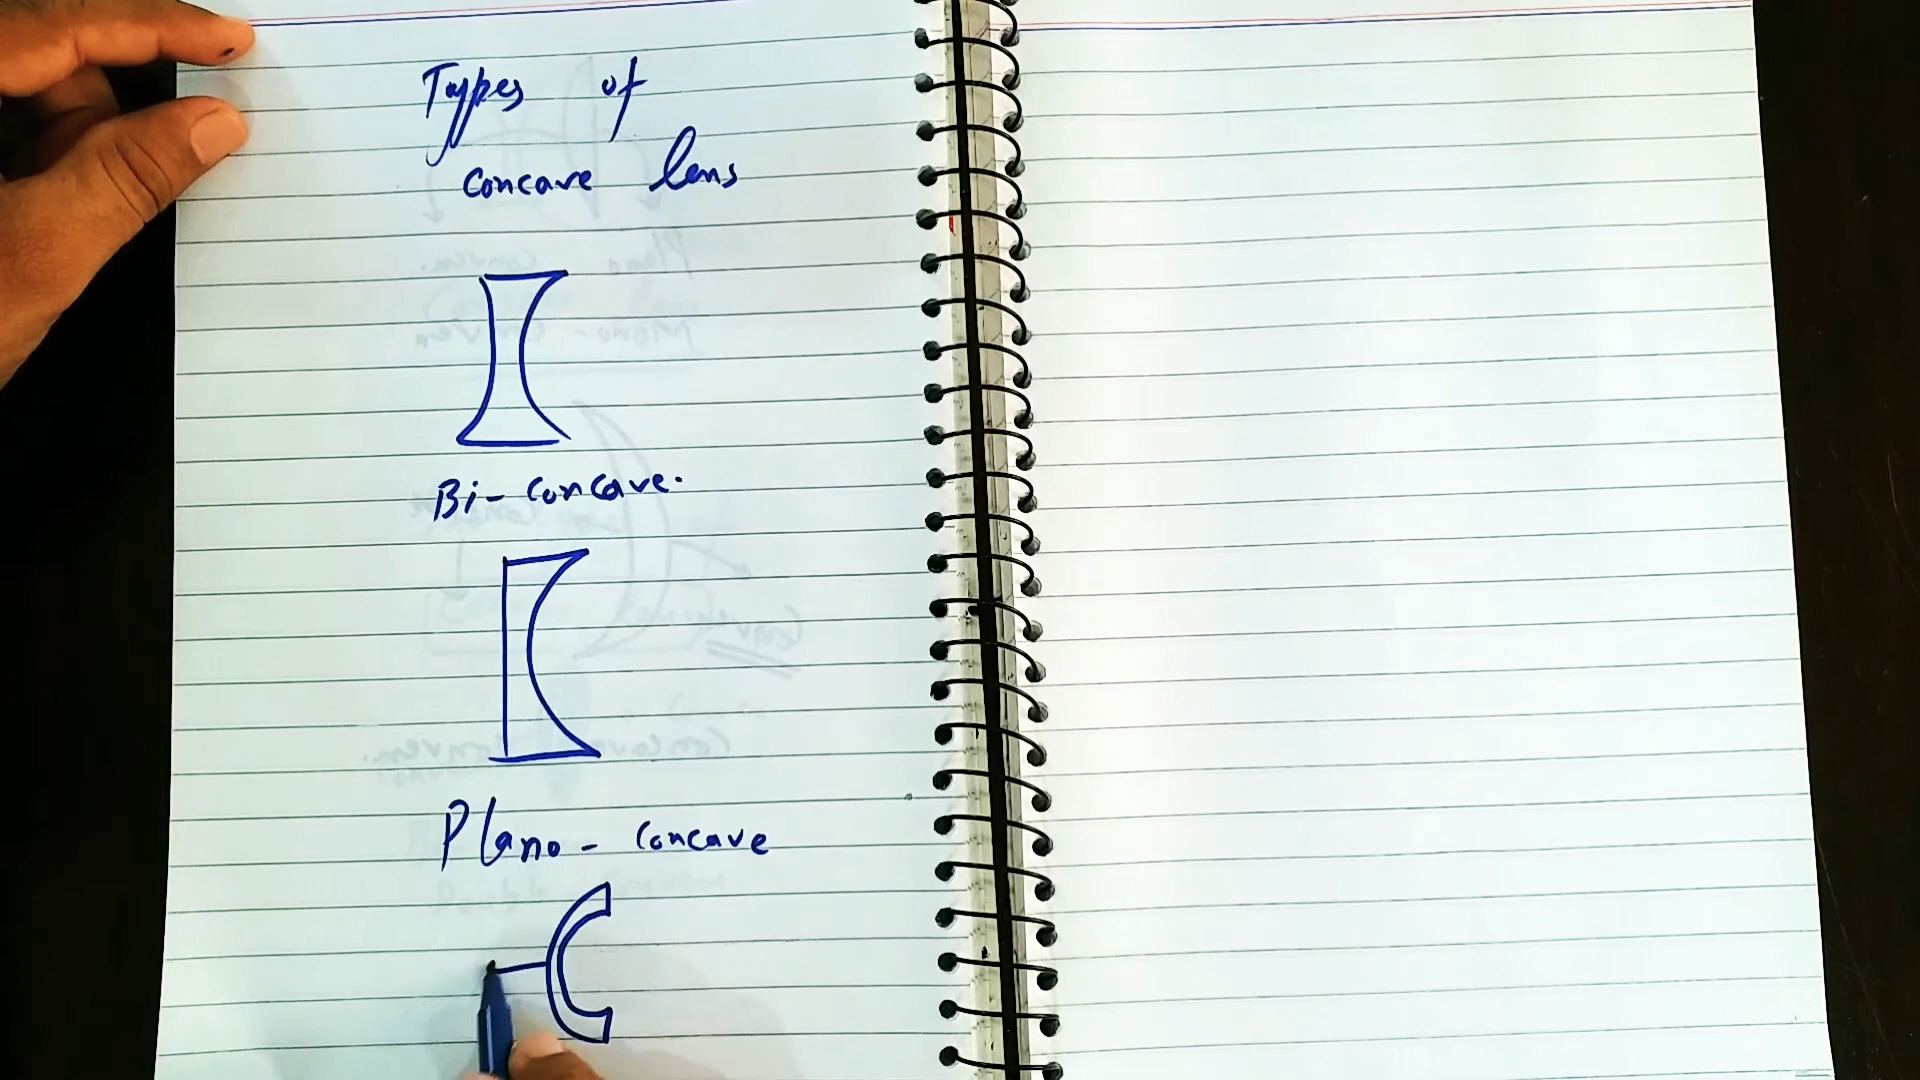 Types of
concave lens
Bi-concave.
Plano-concave